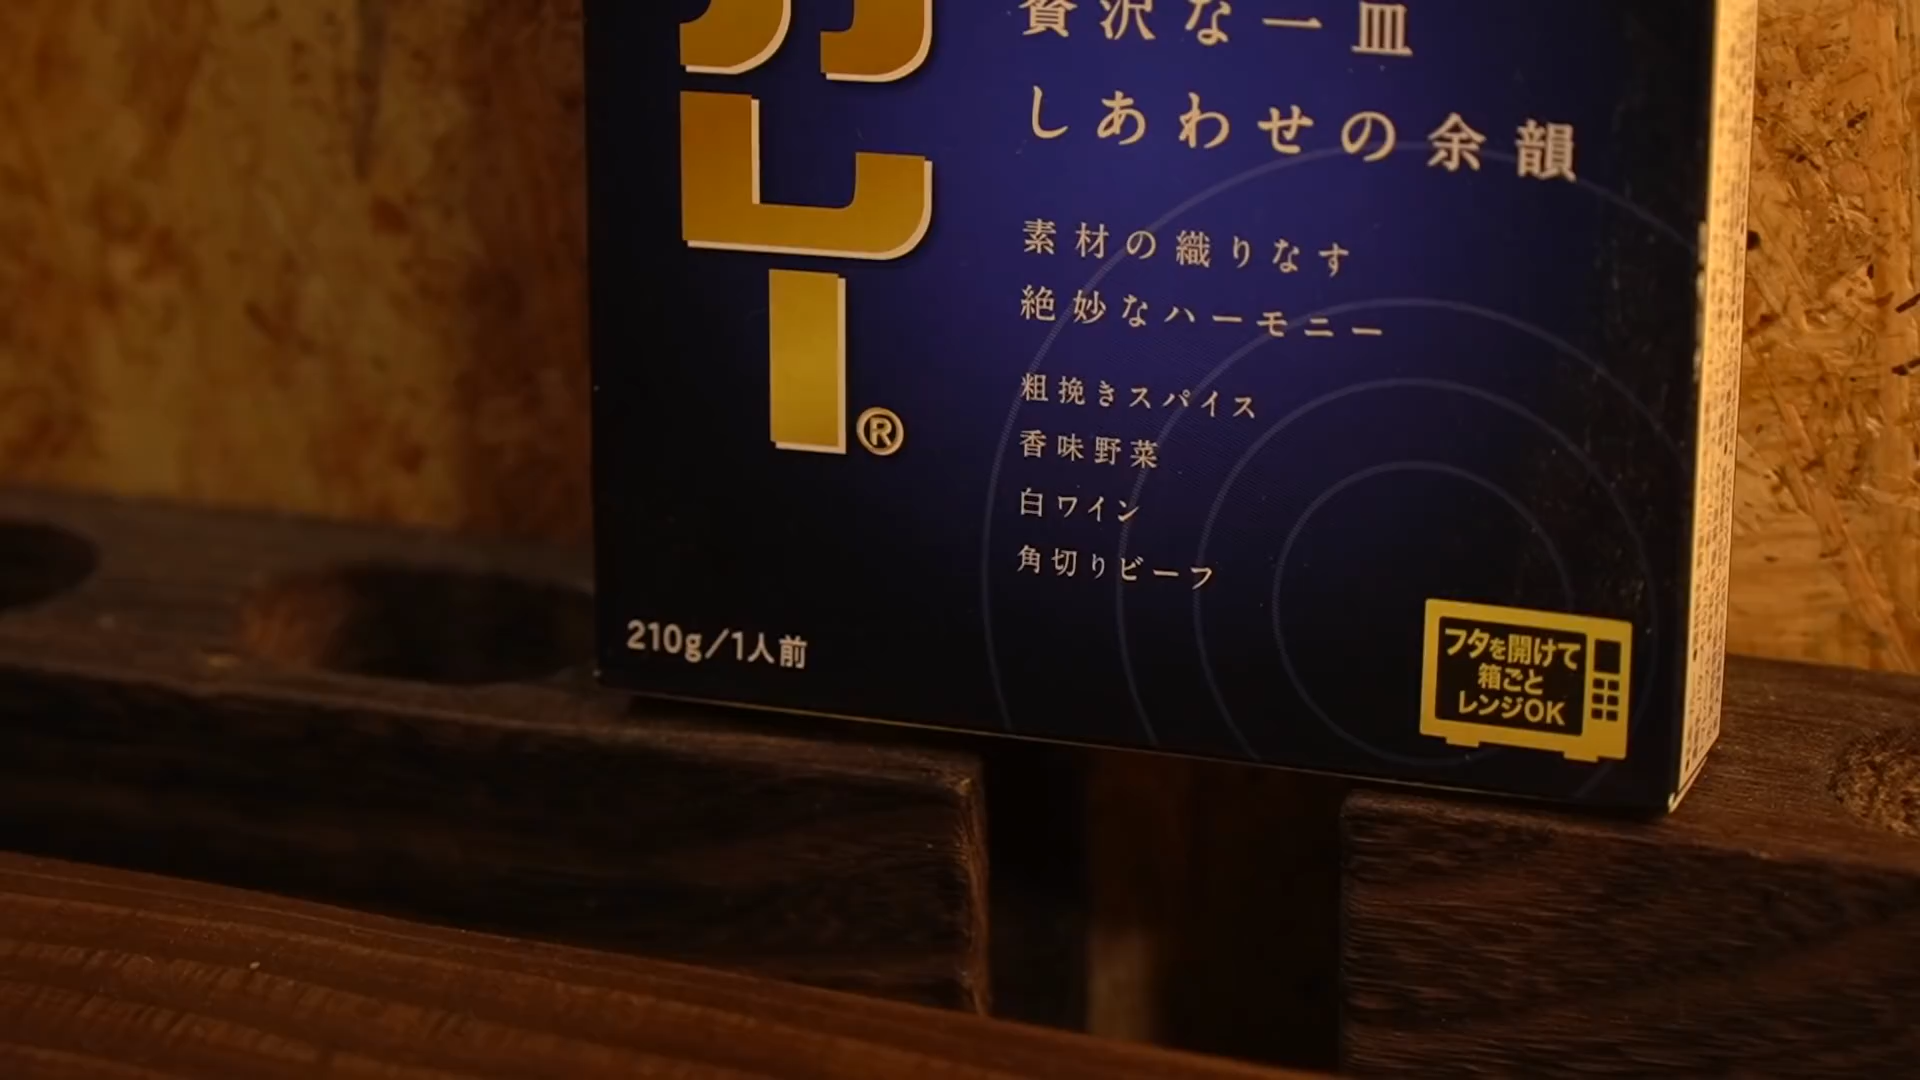 カレー®
贅沢な一皿
しあわせの余韻
素材の織りなす
絶妙なハーモニー
粗挽きスパイス
香味野菜
白ワイン
角切りビーフ
210g/1人前
フタを開けて
箱ごと
レンジOK